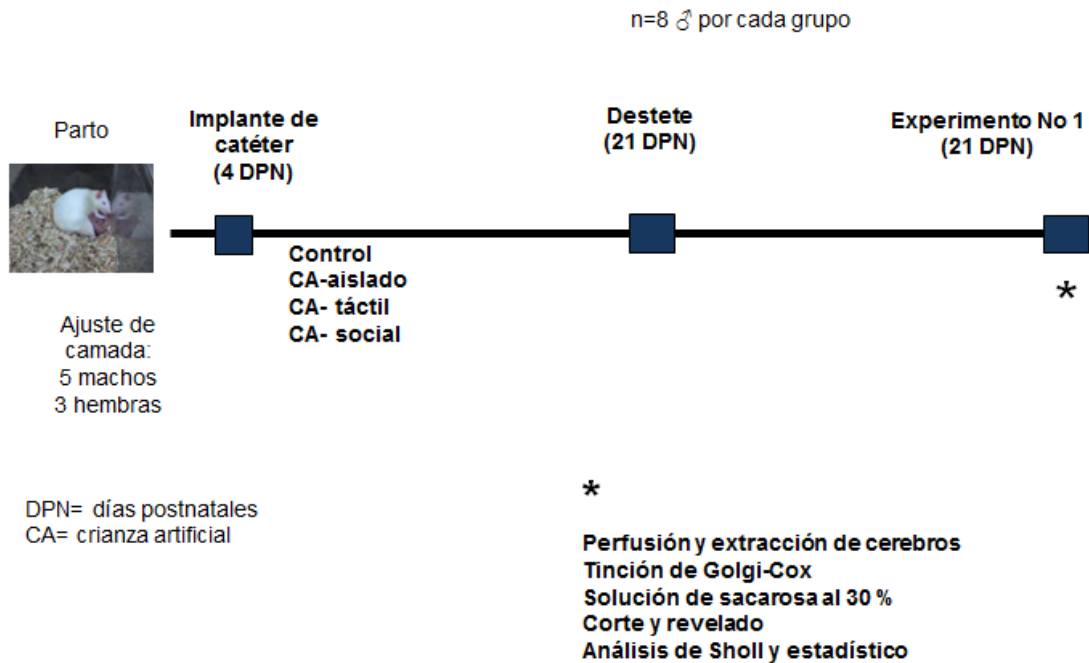 n=8 ♂ por cada grupo
Parto
Implante de
catéter
(4 DPN)
Destete
(21 DPN)
Experimento No 1
(21 DPN)
Control
CA-aislado
CA- táctil
CA- social
*
Ajuste de
camada:
5 machos
3 hembras
DPN= días postnatales
CA= crianza artificial
*
Perfusión y extracción de cerebros
Tinción de Golgi-Cox
Solución de sacarosa al 30 %
Corte y revelado
Análisis de Sholl y estadístico